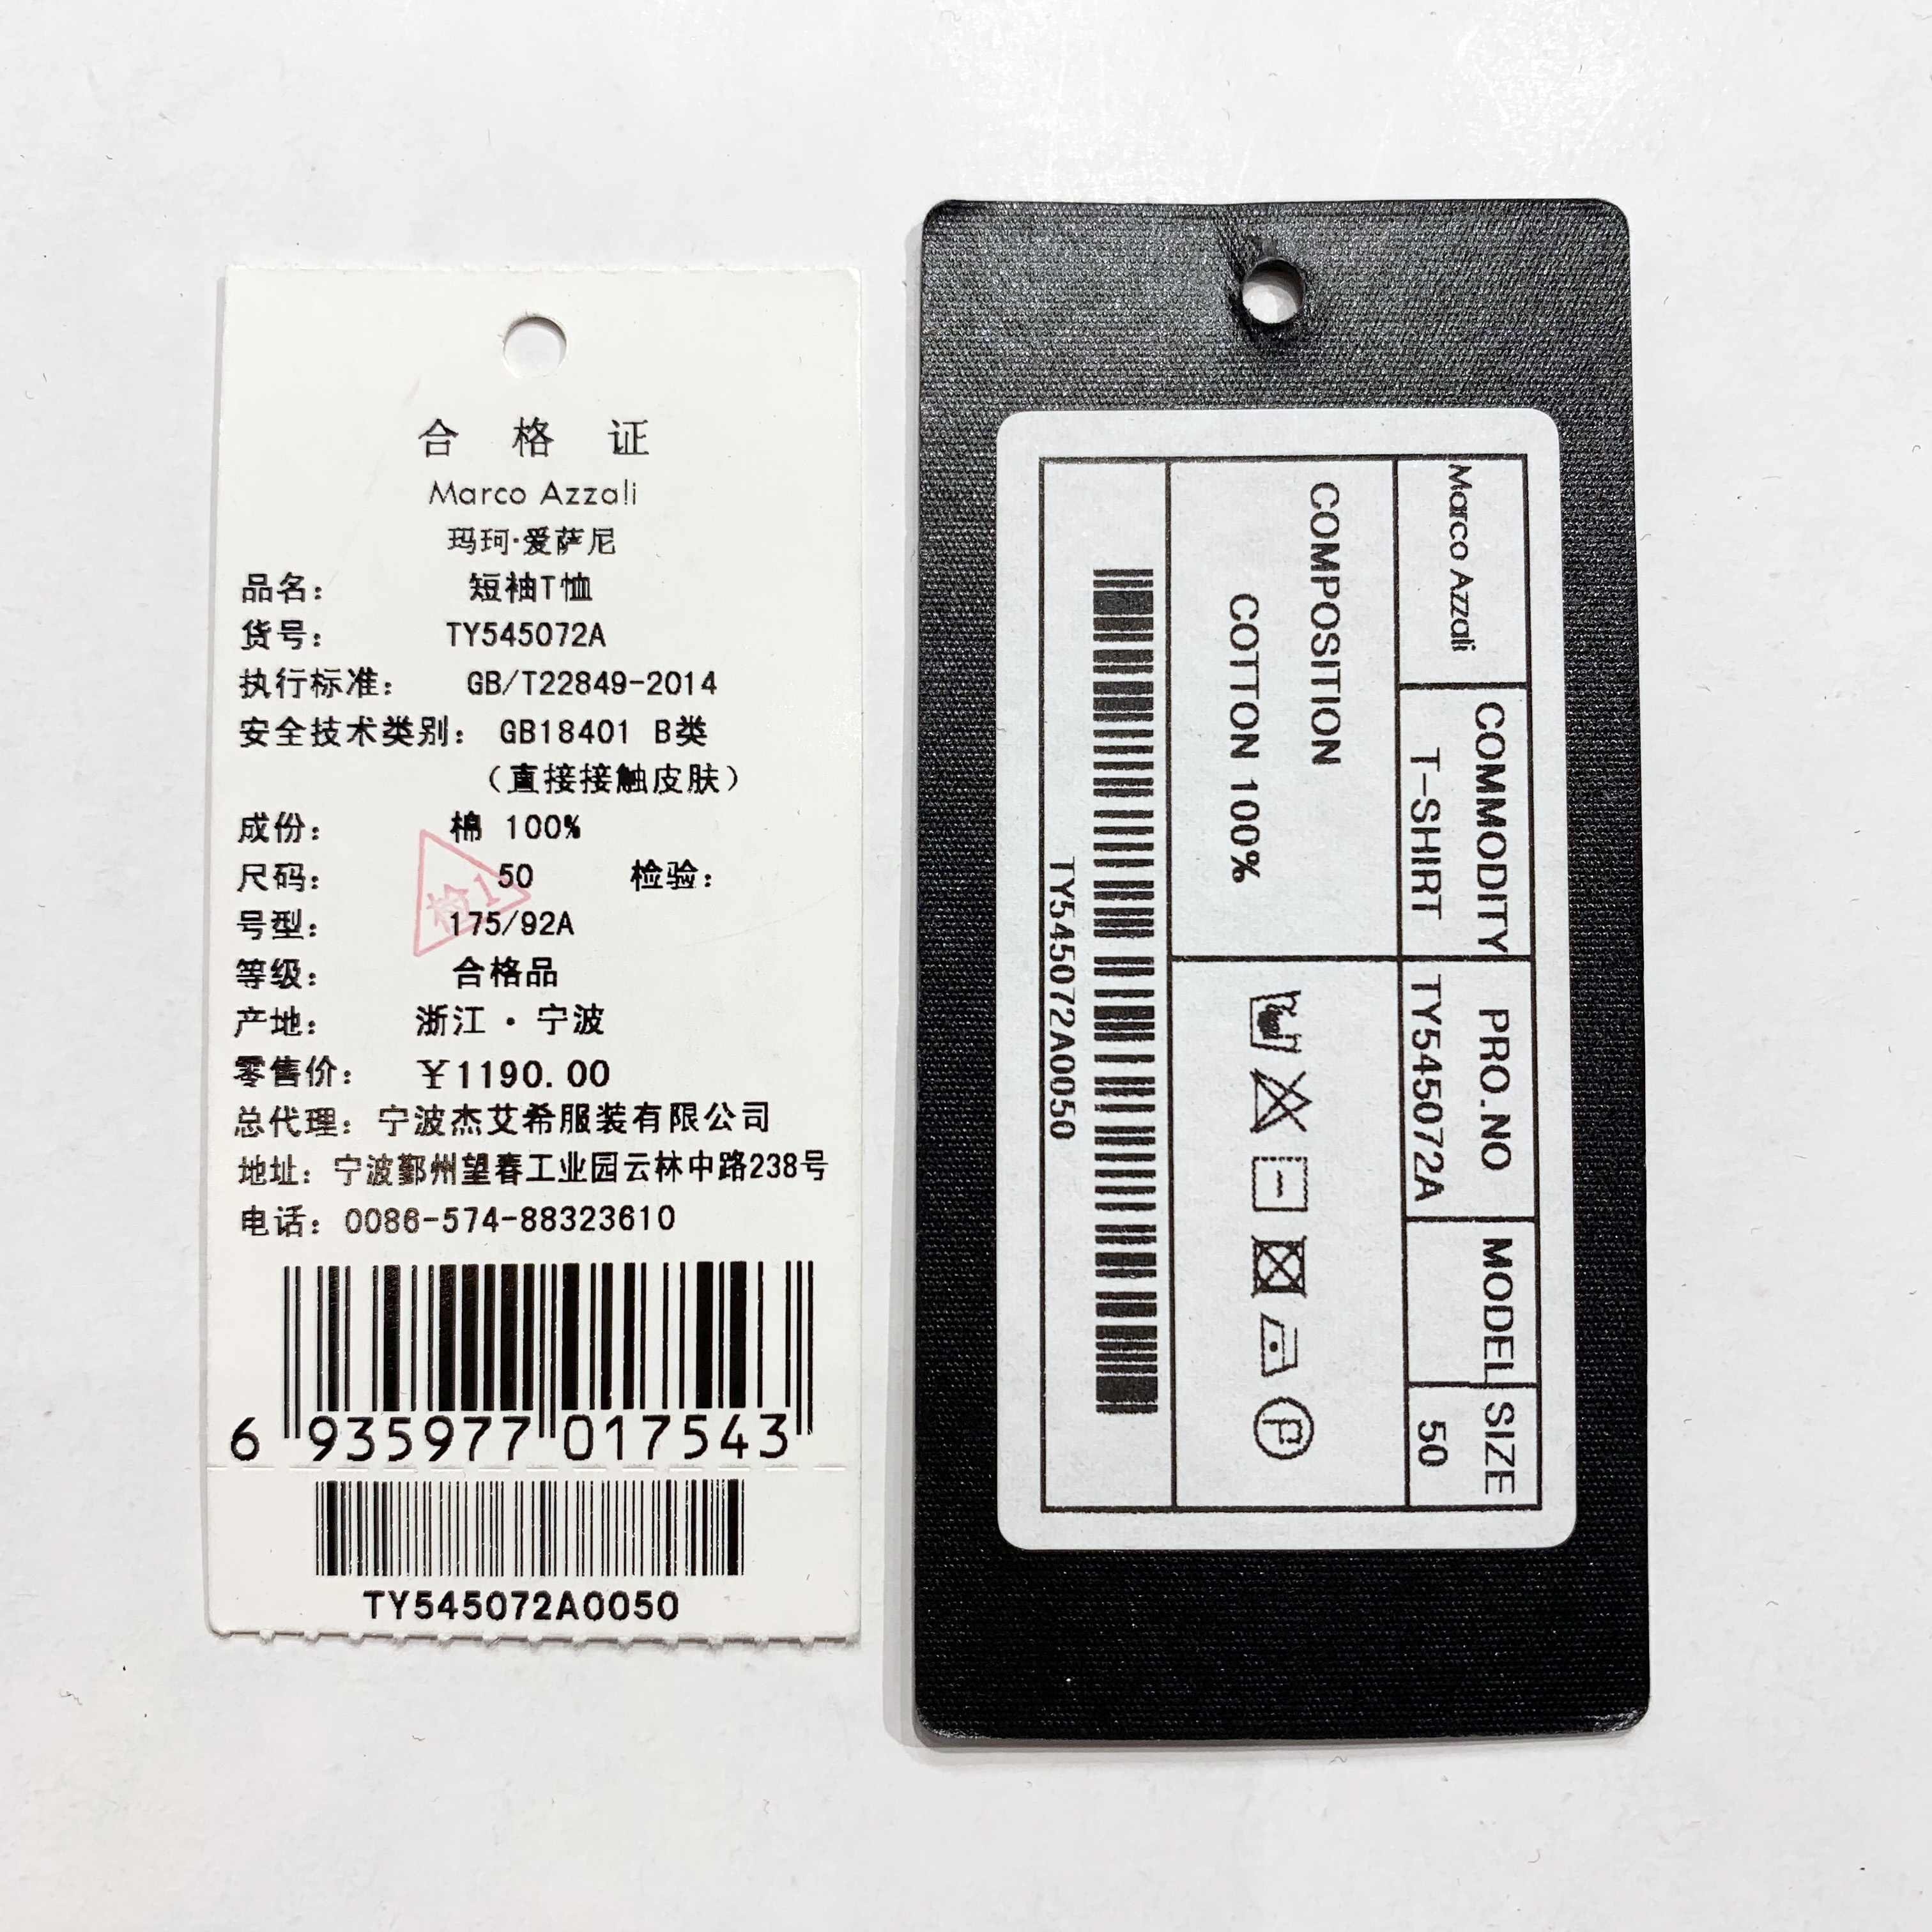 合格证
Marco Azzali
玛珂·爱萨尼
品名： 短袖T恤
货号： TY545072A
执行标准： GB/T22849-2014
安全技术类别： GB18401 B类
（直接接触皮肤）
成份： 棉 100%
尺码： 50 检验：
检1
号型： 175/92A
等级： 合格品
产地： 浙江·宁波
零售价： ￥1190.00
总代理：宁波杰艾希服装有限公司
地址：宁波鄞州望春工业园云林中路238号
电话：0086-574-88323610
6 935977 017543
TY545072A0050
Marco Azzali
COMMODITY
T-SHIRT
PRO.NO
TY545072A
MODEL
SIZE
50
COMPOSITION
COTTON 100%
P
TY545072A0050